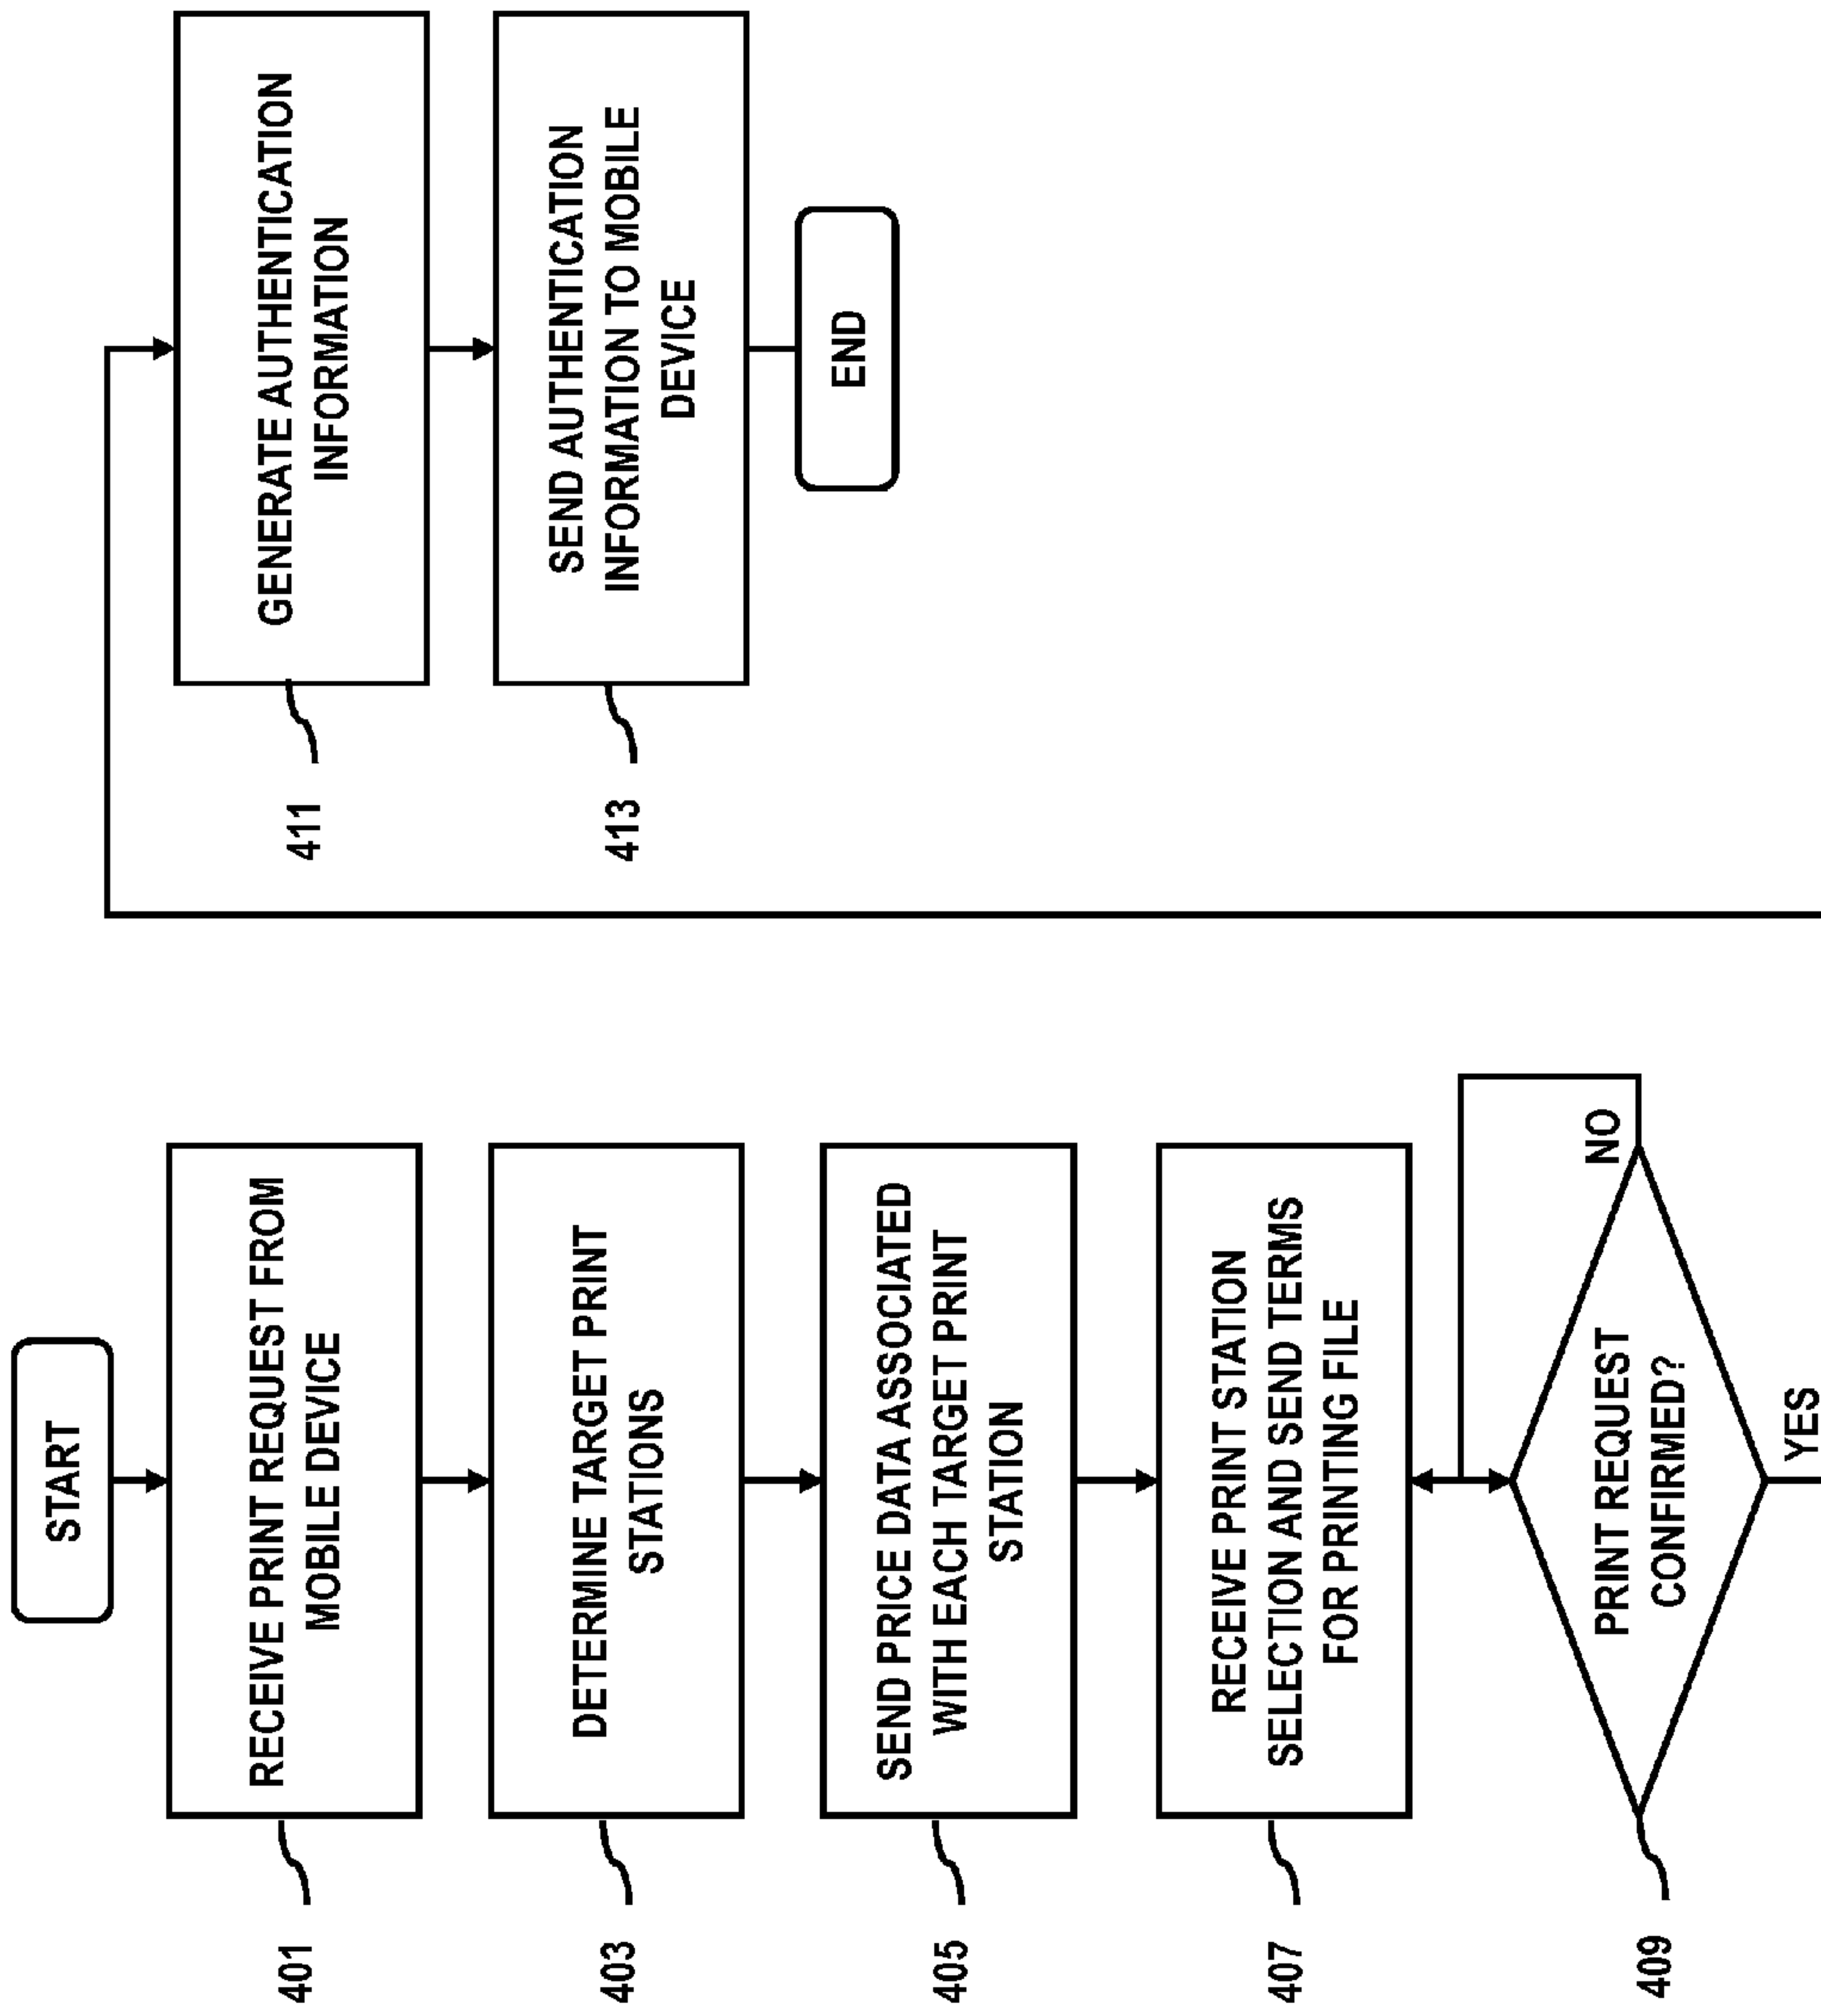 START
401
RECEIVE PRINT REQUEST FROM
MOBILE DEVICE
403
DETERMINE TARGET PRINT
STATIONS
405
SEND PRICE DATA ASSOCIATED
WITH EACH TARGET PRINT
STATION
407
RECEIVE PRINT STATION
SELECTION AND SEND TERMS
FOR PRINTING FILE
409
PRINT REQUEST
CONFIRMED?
NO
YES
411
GENERATE AUTHENTICATION
INFORMATION
413
SEND AUTHENTICATION
INFORMATION TO MOBILE
DEVICE
END